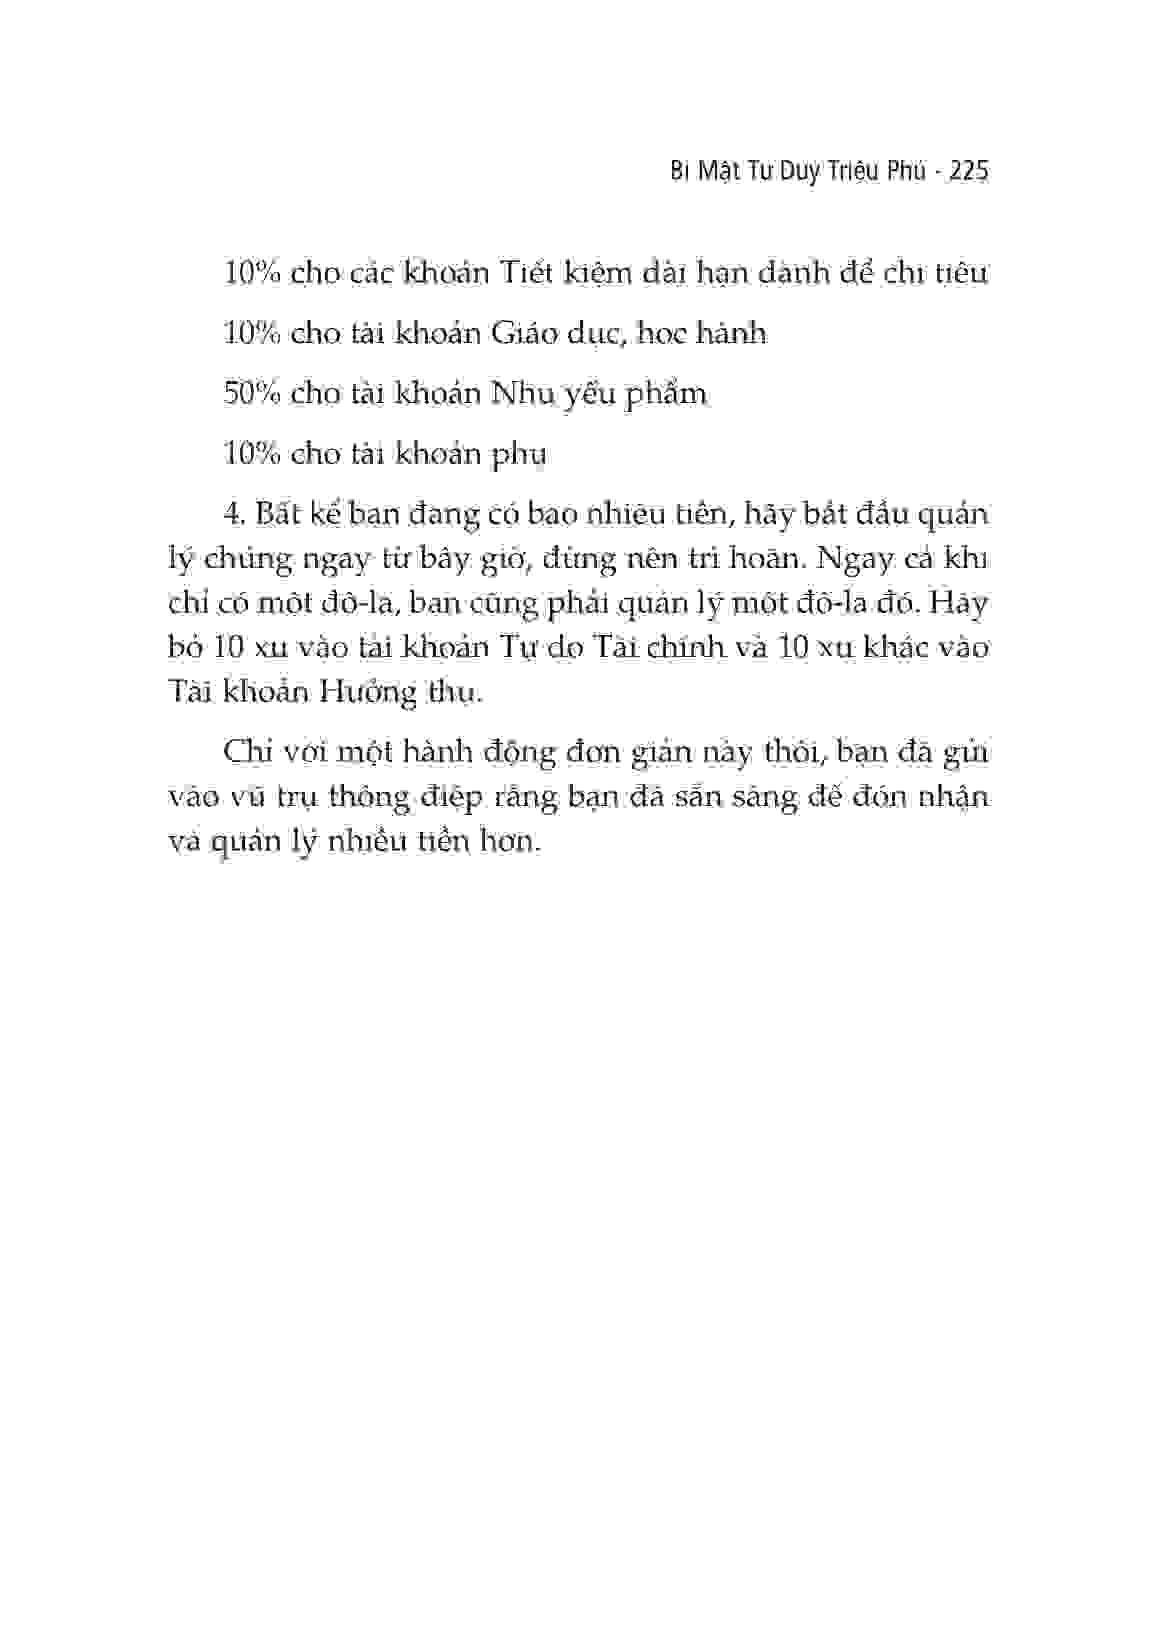 Bí Mật Tư Duy Triệu Phú - 225
10% cho các khoản Tiết kiệm dài hạn dành để chi tiêu
10% cho tài khoản Giáo dục, học hành
50% cho tài khoản Nhu yếu phẩm
10% cho tài khoản phụ
4. Bất kể bạn đang có bao nhiêu tiền, hãy bắt đầu quản
lý chúng ngay từ bây giờ, đừng nên trì hoãn. Ngay cả khi
chỉ có một đô-la, bạn cũng phải quản lý một đô-la đó. Hãy
bỏ 10 xu vào tài khoản Tự do Tài chính và 10 xu khác vào
Tài khoản Hưởng thụ.
Chỉ với một hành động đơn giản này thôi, bạn đã gửi
vào vũ trụ thông điệp rằng bạn đã sẵn sàng để đón nhận
và quản lý nhiều tiền hơn.